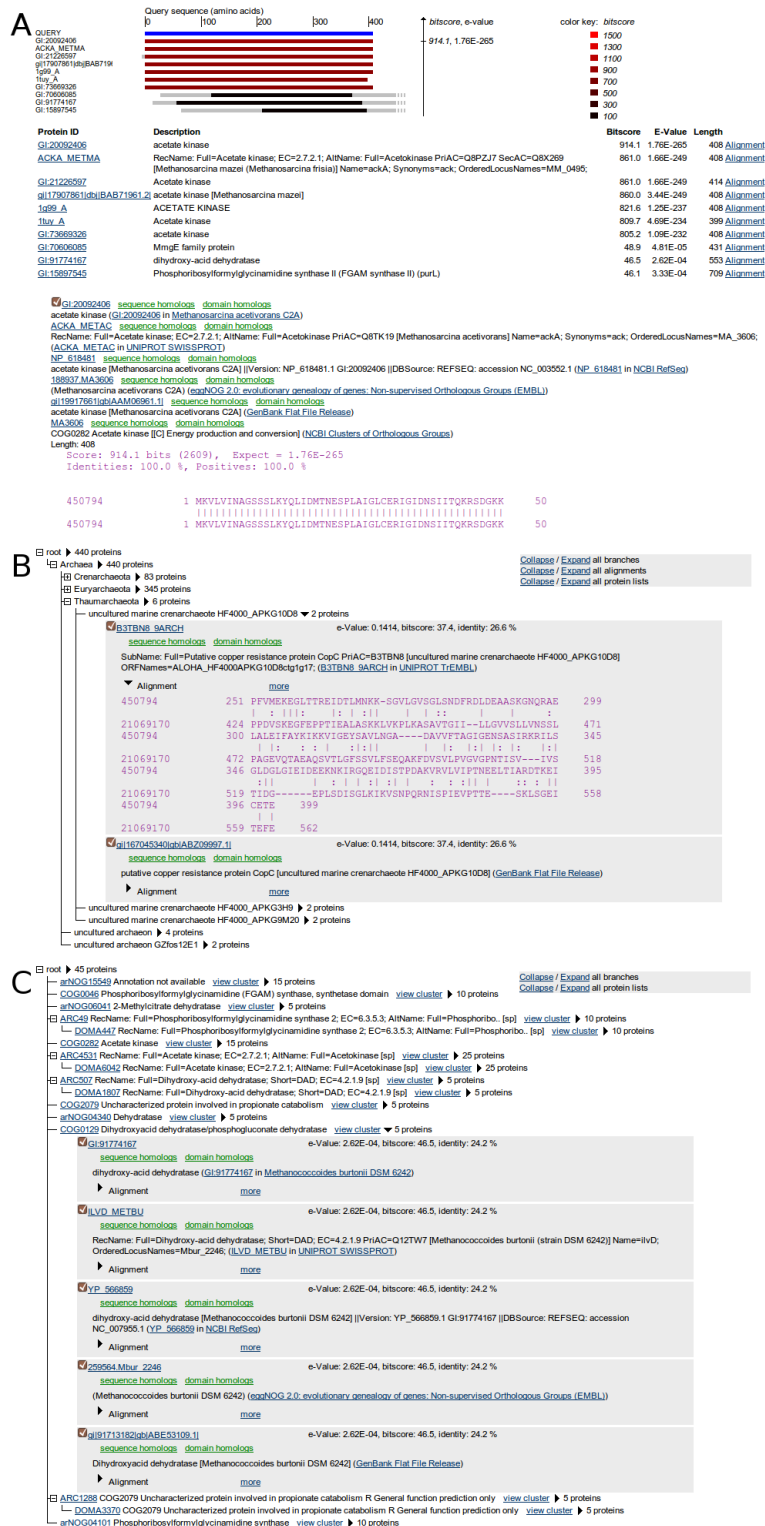 A
Query sequence (amino acids)
0 100 200 300 400
bitscore, e-value
914.1, 1.76E-265
color key: bitscore
1500
1300
1100
900
700
500
300
100
QUERY
GI:20092406
ACKA_METMA
GI:21226597
gi|17907861|dbj|BAB7196
1g99_A
1tuy_A
GI:73669326
GI:70606085
GI:91774167
GI:15897545
Protein ID Description Bitscore E-Value Length
GI:20092406 acetate kinase 914.1 1.76E-265 408 Alignment
ACKA_METMA RecName: Full=Acetate kinase; EC=2.7.2.1; AltName: Full=Acetokinase PriAC=Q8PZJ7 SecAC=Q8X269 861.0 1.66E-249 408 Alignment
[Methanosarcina mazei (Methanosarcina frisia)] Name=ackA; Synonyms=ack; OrderedLocusNames=MM_0495;
GI:21226597 Acetate kinase 861.0 1.66E-249 414 Alignment
gi|17907861|dbj|BAB71961.2| acetate kinase [Methanosarcina mazei] 860.0 3.44E-249 408 Alignment
1g99_A ACETATE KINASE 821.6 1.25E-237 408 Alignment
1tuy_A Acetate kinase 809.7 4.69E-234 399 Alignment
GI:73669326 acetate kinase 805.2 1.09E-232 408 Alignment
GI:70606085 MmgE family protein 48.9 4.81E-05 431 Alignment
GI:91774167 dihydroxy-acid dehydratase 46.5 2.62E-04 553 Alignment
GI:15897545 Phosphoribosylformylglycinamidine synthase II (FGAM synthase II) (purL) 46.1 3.33E-04 709 Alignment
GI:20092406 sequence homologs domain homologs
acetate kinase (GI:20092406 in Methanosarcina acetivorans C2A)
ACKA_METAC sequence homologs domain homologs
RecName: Full=Acetate kinase; EC=2.7.2.1; AltName: Full=Acetokinase PriAC=Q8TK19 [Methanosarcina acetivorans] Name=ackA; Synonyms=ack; OrderedLocusNames=MA_3606;
(ACKA_METAC in UNIPROT SWISSPROT)
NP_618481 sequence homologs domain homologs
acetate kinase [Methanosarcina acetivorans C2A] ||Version: NP_618481.1 GI:20092406 ||DBSource: REFSEQ: accession NC_003552.1 (NP_618481 in NCBI RefSeq)
188937.MA3606 sequence homologs domain homologs
(Methanosarcina acetivorans C2A) (eggNOG 2.0: evolutionary genealogy of genes: Non-supervised Orthologous Groups (EMBL))
gi|19917661|gb|AAM06961.1| sequence homologs domain homologs
acetate kinase [Methanosarcina acetivorans C2A] (GenBank Flat File Release)
MA3606 sequence homologs domain homologs
COG0282 Acetate kinase [[C] Energy production and conversion] (NCBI Clusters of Orthologous Groups)
Length: 408
Score: 914.1 bits (2609), Expect = 1.76E-265
Identities: 100.0 %, Positives: 100.0 %
450794 1 MKVLVINAGSSSLKYQLIDMTNESPLAIGLCERIGIDNSIITQKRSDGKK 50
450794 1 MKVLVINAGSSSLKYQLIDMTNESPLAIGLCERIGIDNSIITQKRSDGKK 50
B
root 440 proteins
Archaea 440 proteins
Crenarchaeota 83 proteins
Euryarchaeota 345 proteins
Thaumarchaeota 6 proteins
Collapse / Expand all branches
Collapse / Expand all alignments
Collapse / Expand all protein lists
uncultured marine crenarchaeote HF4000_APKG10D8 2 proteins
B3TBN8_9ARCH e-Value: 0.1414, bitscore: 37.4, identity: 26.6 %
sequence homologs domain homologs
SubName: Full=Putative copper resistance protein CopC PriAC=B3TBN8 [uncultured marine crenarchaeote HF4000_APKG10D8]
ORFNames=ALOHA_HF4000APKG10D8ctg1g17; (B3TBN8_9ARCH in UNIPROT TrEMBL)
Alignment more
450794 251 PFVMEKEGLTTREIDTLMNKK-SGVLGVSGLSNDFRDLDEAASKGNQRAE 299
21069170 424 PPDVSKEGFEPPTIEALASKKLVKPLKASAVTGII--LLGVVSLLVNSSL 471
450794 300 LALEIFAYKIKKVIGEYSAVLNGA--DAVVFTAGIGENSASIRKRILS 345
21069170 472 PAGEVQTAEAQSVTLGFSSVLFSEQAKFDVSVLPVGVGPNTISV---IVS 518
450794 346 GLDGLGIEIDEEKNKIRGQEIDISTPDAKVRVLVIPTNEELTIARDTKEI 395
21069170 519 TIDG------EPLSDISGLKIKVSNPQRNISPIEVPTTE----SKLSGEI 558
450794 396 CETE 399
21069170 559 TEFE 562
gi|167045340|gb|ABZ09997.1| e-Value: 0.1414, bitscore: 37.4, identity: 26.6 %
sequence homologs domain homologs
putative copper resistance protein CopC [uncultured marine crenarchaeote HF4000_APKG10D8] (GenBank Flat File Release)
Alignment more
uncultured marine crenarchaeote HF4000_APKG3H9 2 proteins
uncultured marine crenarchaeote HF4000_APKG9M20 2 proteins
uncultured archaeon 4 proteins
uncultured archaeon GZfos12E1 2 proteins
C
root 45 proteins
Collapse / Expand all branches
Collapse / Expand all protein lists
arNOG15549 Annotation not available view cluster 15 proteins
COG0046 Phosphoribosylformylglycinamidine (FGAM) synthase, synthetase domain view cluster 10 proteins
arNOG06041 2-Methylcitrate dehydratase view cluster 5 proteins
ARC49 RecName: Full=Phosphoribosylformylglycinamidine synthase 2; EC=6.3.5.3; AltName: Full=Phosphoribo.. [sp] view cluster 10 proteins
DOMA447 RecName: Full=Phosphoribosylformylglycinamidine synthase 2; EC=6.3.5.3; AltName: Full=Phosphoribo.. [sp] view cluster 10 proteins
COG0282 Acetate kinase view cluster 15 proteins
ARC4531 RecName: Full=Acetate kinase; EC=2.7.2.1; AltName: Full=Acetokinase [sp] view cluster 25 proteins
DOMA6042 RecName: Full=Acetate kinase; EC=2.7.2.1; AltName: Full=Acetokinase [sp] view cluster 25 proteins
ARC507 RecName: Full=Dihydroxy-acid dehydratase; Short=DAD; EC=4.2.1.9 [sp] view cluster 5 proteins
DOMA1807 RecName: Full=Dihydroxy-acid dehydratase; Short=DAD; EC=4.2.1.9 [sp] view cluster 5 proteins
COG2079 Uncharacterized protein involved in propionate catabolism view cluster 5 proteins
arNOG04340 Dehydratase view cluster 5 proteins
COG0129 Dihydroxyacid dehydratase/phosphogluconate dehydratase view cluster 5 proteins
GI:91774167 e-Value: 2.62E-04, bitscore: 46.5, identity: 24.2 %
sequence homologs domain homologs
dihydroxy-acid dehydratase (GI:91774167 in Methanococcoides burtonii DSM 6242)
Alignment more
ILVD_METBU e-Value: 2.62E-04, bitscore: 46.5, identity: 24.2 %
sequence homologs domain homologs
RecName: Full=Dihydroxy-acid dehydratase; Short=DAD; EC=4.2.1.9 PriAC=Q12TW7 [Methanococcoides burtonii (strain DSM 6242)] Name=ilvD;
OrderedLocusNames=Mbur_2246; (ILVD_METBU in UNIPROT SWISSPROT)
Alignment more
YP_566859 e-Value: 2.62E-04, bitscore: 46.5, identity: 24.2 %
sequence homologs domain homologs
dihydroxy-acid dehydratase [Methanococcoides burtonii DSM 6242] ||Version: YP_566859.1 GI:91774167 ||DBSource: REFSEQ: accession
NC_007955.1 (YP_566859 in NCBI RefSeq)
Alignment more
259564.Mbur_2246 e-Value: 2.62E-04, bitscore: 46.5, identity: 24.2 %
sequence homologs domain homologs
(Methanococcoides burtonii DSM 6242) (eggNOG 2.0: evolutionary genealogy of genes: Non-supervised Orthologous Groups (EMBL))
Alignment more
gi|91713182|gb|ABE53109.1| e-Value: 2.62E-04, bitscore: 46.5, identity: 24.2 %
sequence homologs domain homologs
Dihydroxyacid dehydratase [Methanococcoides burtonii DSM 6242] (GenBank Flat File Release)
Alignment more
ARC1288 COG2079 Uncharacterized protein involved in propionate catabolism R General function prediction only view cluster 5 proteins
DOMA3370 COG2079 Uncharacterized protein involved in propionate catabolism R General function prediction only view cluster 5 proteins
arNOG04101 Phosphoribosylformylglycinamidine synthase view cluster 10 proteins